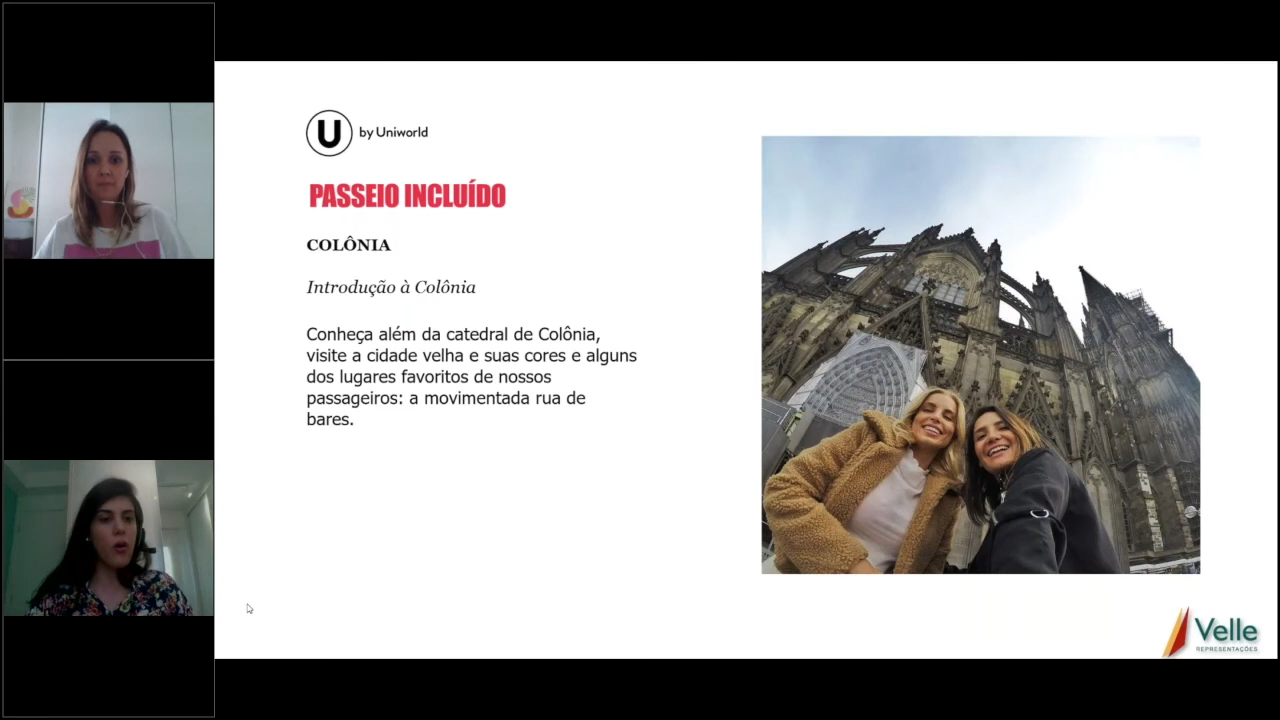 U by Uniworld
PASSEIO INCLUÍDO
COLÔNIA
Introdução à Colônia
Conheça além da catedral de Colônia,
visite a cidade velha e suas cores e alguns
dos lugares favoritos de nossos
passageiros: a movimentada rua de
bares.
Velle
REPRESENTAÇÕES